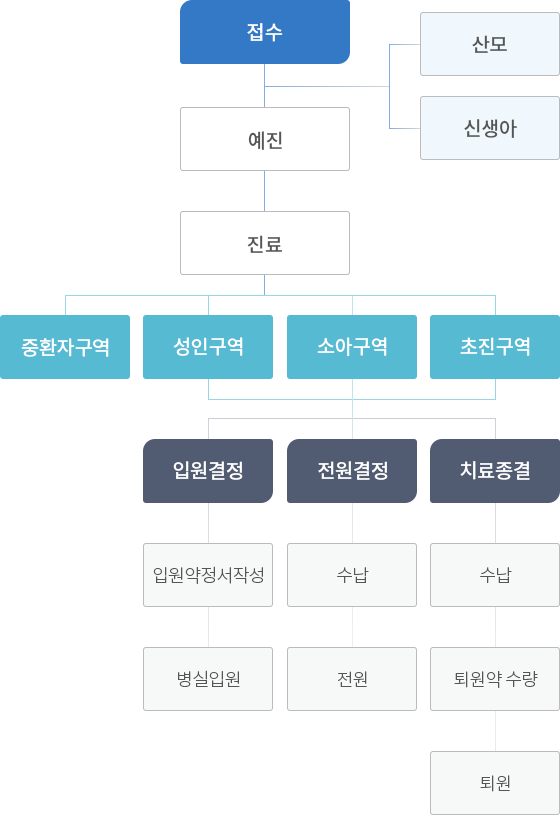 접수
산모
신생아
예진
진료
중환자구역
성인구역
소아구역
초진구역
입원결정
전원결정
치료종결
입원약정서작성
수납
수납
병실입원
전원
퇴원약 수량
퇴원